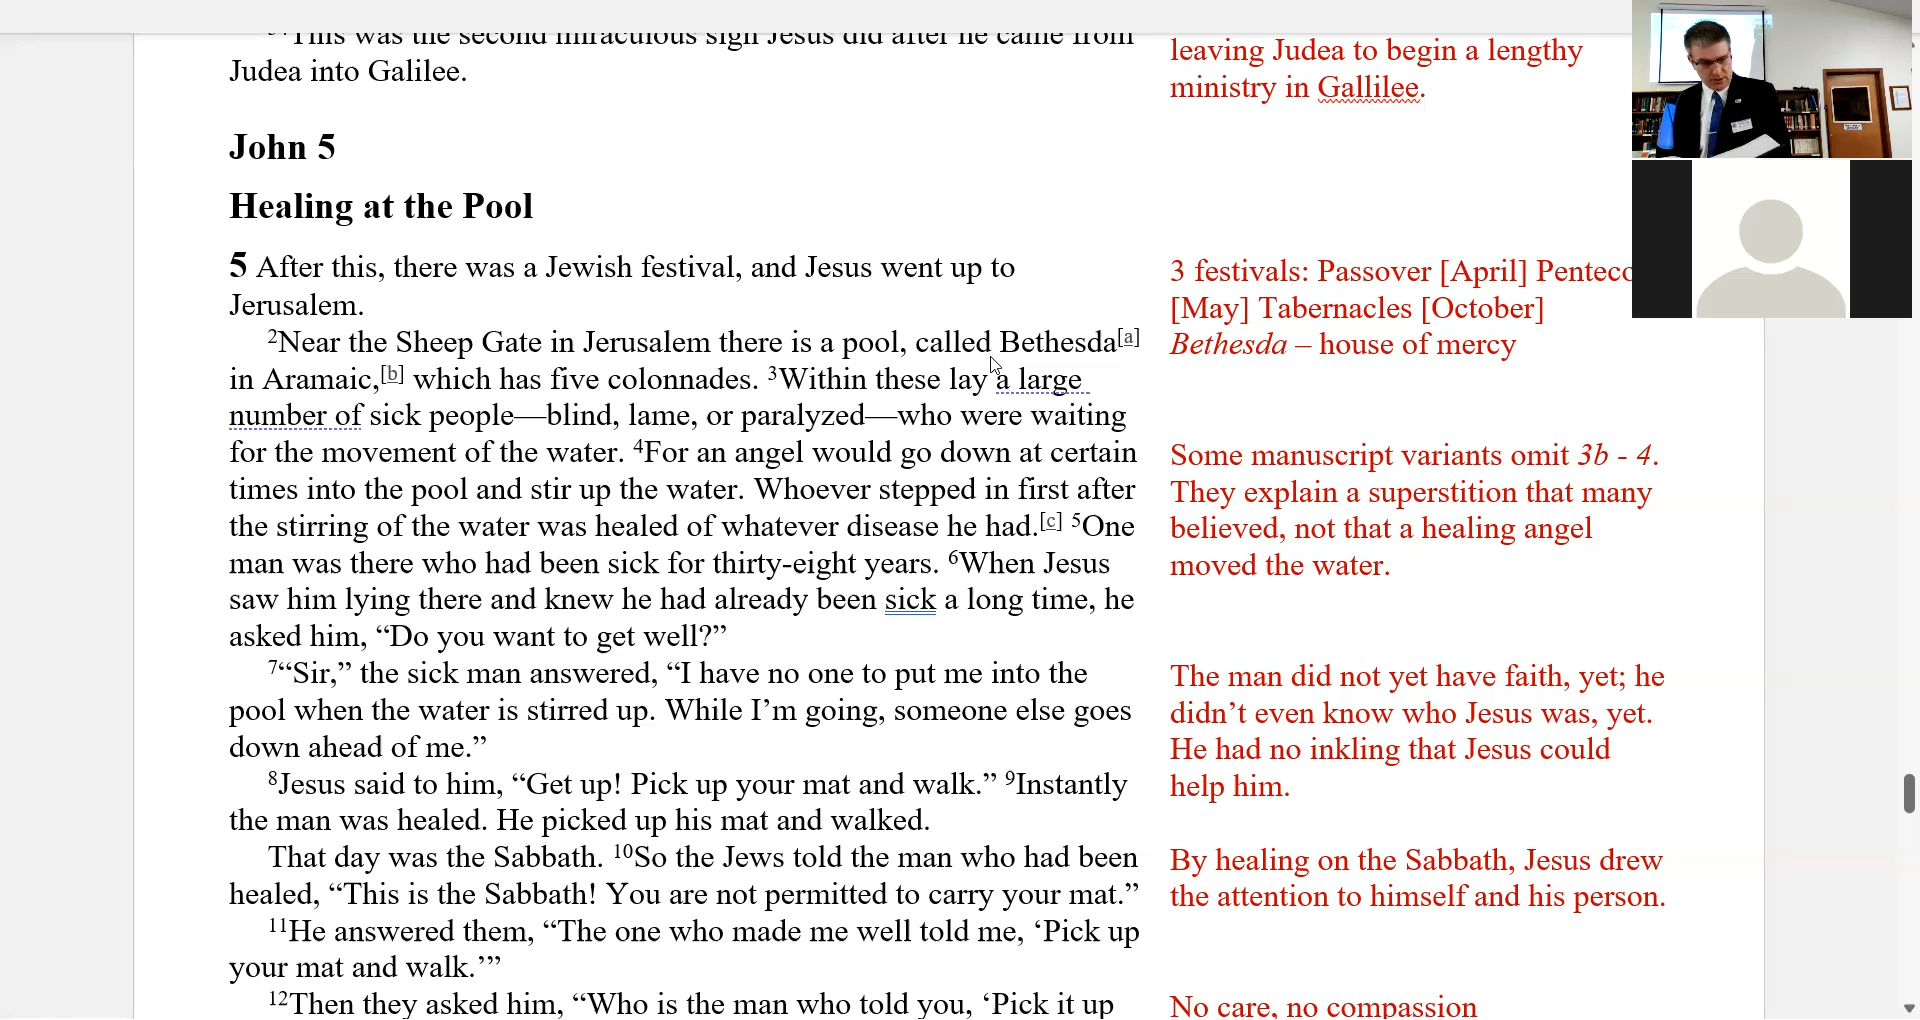 This was the second miraculous sign Jesus did after he came from
Judea into Galilee.
leaving Judea to begin a lengthy
ministry in Gallilee.
John 5
Healing at the Pool
5 After this, there was a Jewish festival, and Jesus went up to
Jerusalem.
2Near the Sheep Gate in Jerusalem there is a pool, called Bethesda[a]
in Aramaic,[b] which has five colonnades. 3Within these lay a large
number of sick people—blind, lame, or paralyzed—who were waiting
for the movement of the water. 4For an angel would go down at certain
times into the pool and stir up the water. Whoever stepped in first after
the stirring of the water was healed of whatever disease he had.[c] 5One
man was there who had been sick for thirty-eight years. 6When Jesus
saw him lying there and knew he had already been sick a long time, he
asked him, “Do you want to get well?”
7“Sir,” the sick man answered, “I have no one to put me into the
pool when the water is stirred up. While I’m going, someone else goes
down ahead of me.”
8Jesus said to him, “Get up! Pick up your mat and walk.” 9Instantly
the man was healed. He picked up his mat and walked.
That day was the Sabbath. 10So the Jews told the man who had been
healed, “This is the Sabbath! You are not permitted to carry your mat.”
11He answered them, “The one who made me well told me, ‘Pick up
your mat and walk.’”
12Then they asked him, “Who is the man who told you, ‘Pick it up
3 festivals: Passover [April] Penteco
[May] Tabernacles [October]
Bethesda – house of mercy
Some manuscript variants omit 3b - 4.
They explain a superstition that many
believed, not that a healing angel
moved the water.
The man did not yet have faith, yet; he
didn’t even know who Jesus was, yet.
He had no inkling that Jesus could
help him.
By healing on the Sabbath, Jesus drew
the attention to himself and his person.
No care, no compassion